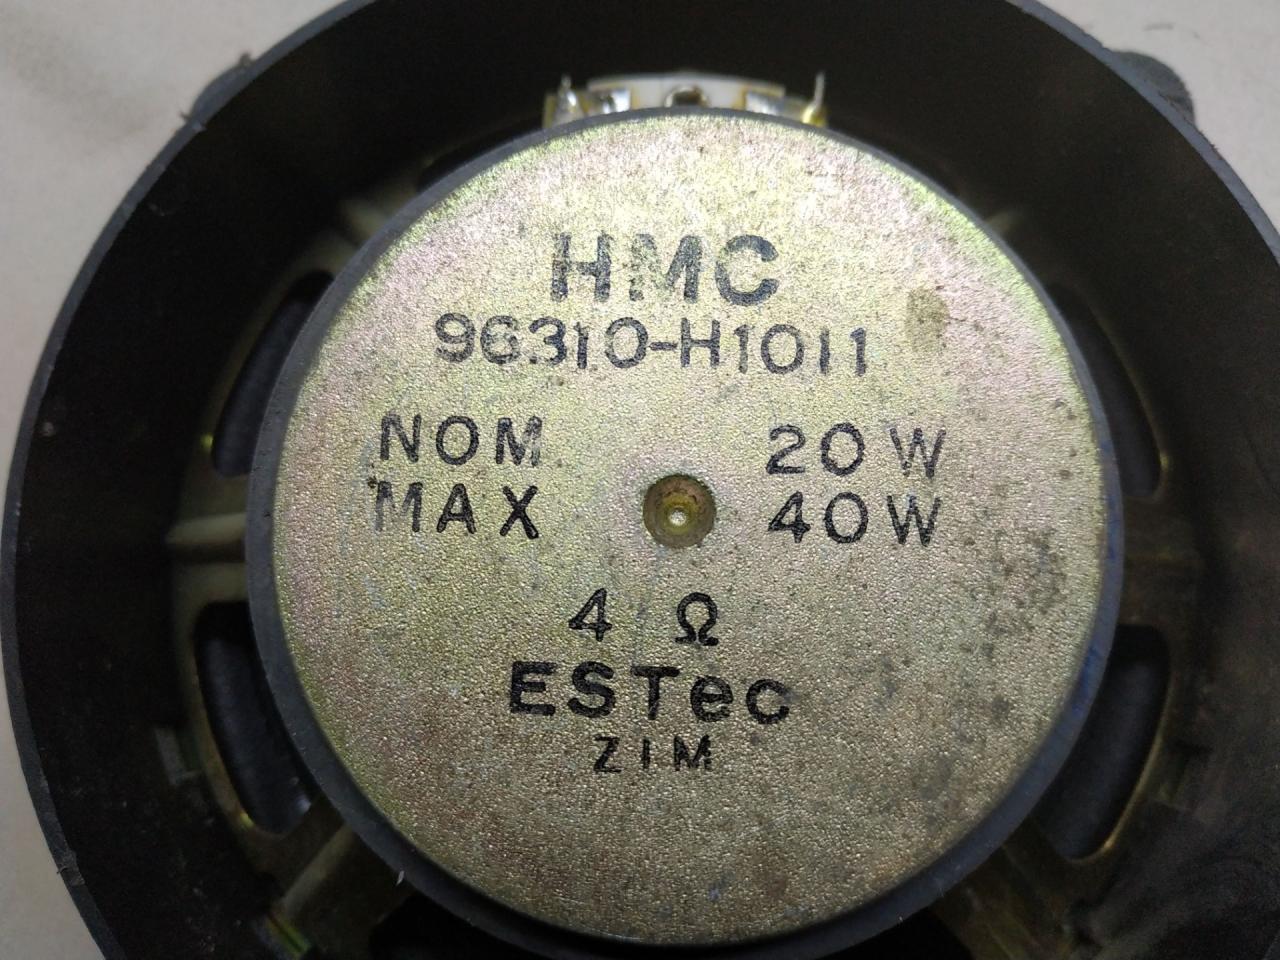 HMC
96310-H1011
NOM 20W
MAX 40W
4 Ω
ESTec
ZIM